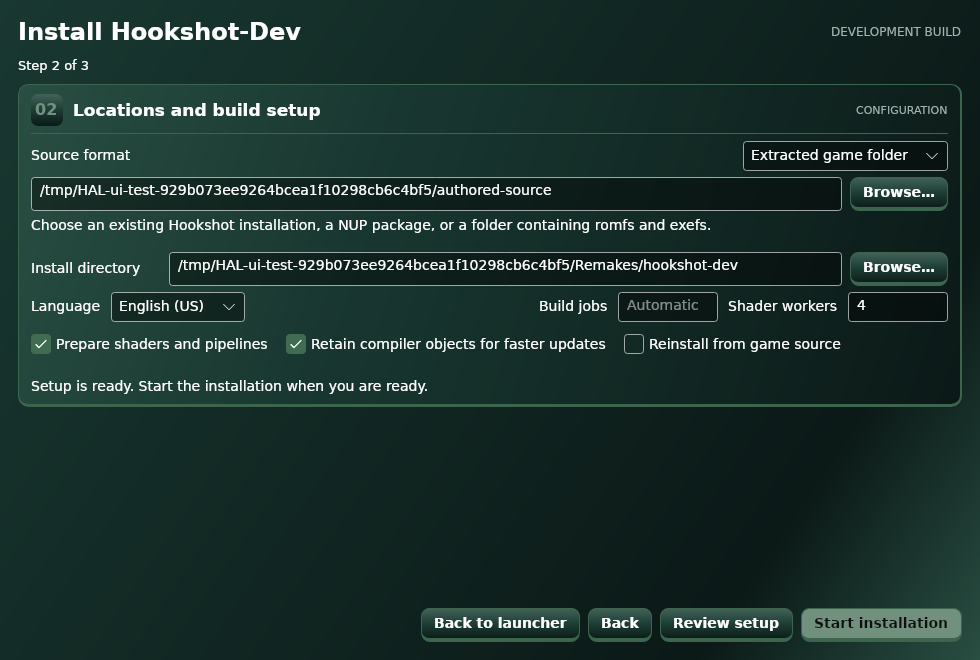 Install Hookshot-Dev
DEVELOPMENT BUILD
Step 2 of 3
02 Locations and build setup
CONFIGURATION
Source format
Extracted game folder
/tmp/HAL-ui-test-929b073ee9264bcea1f10298cb6c4bf5/authored-source
Browse...
Choose an existing Hookshot installation, a NUP package, or a folder containing romfs and exefs.
Install directory
/tmp/HAL-ui-test-929b073ee9264bcea1f10298cb6c4bf5/Remakes/hookshot-dev
Browse...
Language English (US)
Build jobs Automatic
Shader workers 4
Prepare shaders and pipelines
Retain compiler objects for faster updates
Reinstall from game source
Setup is ready. Start the installation when you are ready.
Back to launcher
Back
Review setup
Start installation